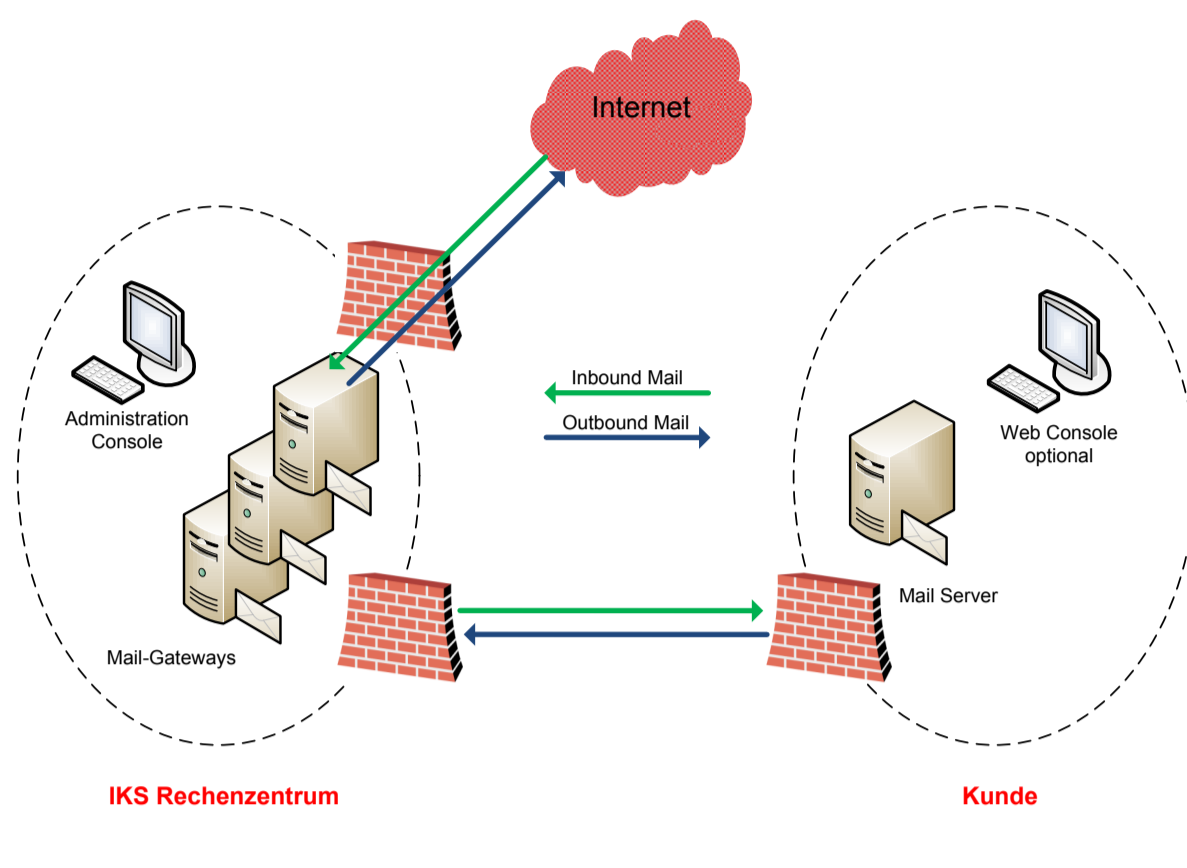 Internet
Administration
Console
Inbound Mail
Outbound Mail
Web Console
optional
Mail Server
Mail-Gateways
IKS Rechenzentrum
Kunde